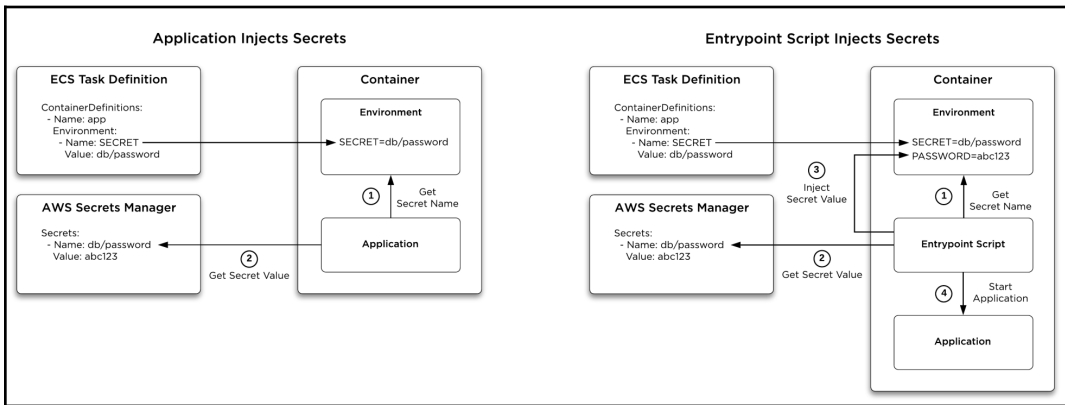 Application Injects Secrets
ECS Task Definition
ContainerDefinitions:
- Name: app
Environment:
- Name: SECRET
Value: db/password
Container
Environment
SECRET=db/password
1
Get
Secret Name
AWS Secrets Manager
Secrets:
- Name: db/password
Value: abc123
2
Get Secret Value
Application
Entrypoint Script Injects Secrets
ECS Task Definition
ContainerDefinitions:
- Name: app
Environment:
- Name: SECRET
Value: db/password
Container
Environment
SECRET=db/password
PASSWORD=abc123
3
Inject
Secret Value
1
Get
Secret Name
AWS Secrets Manager
Secrets:
- Name: db/password
Value: abc123
2
Get Secret Value
Entrypoint Script
4
Start
Application
Application